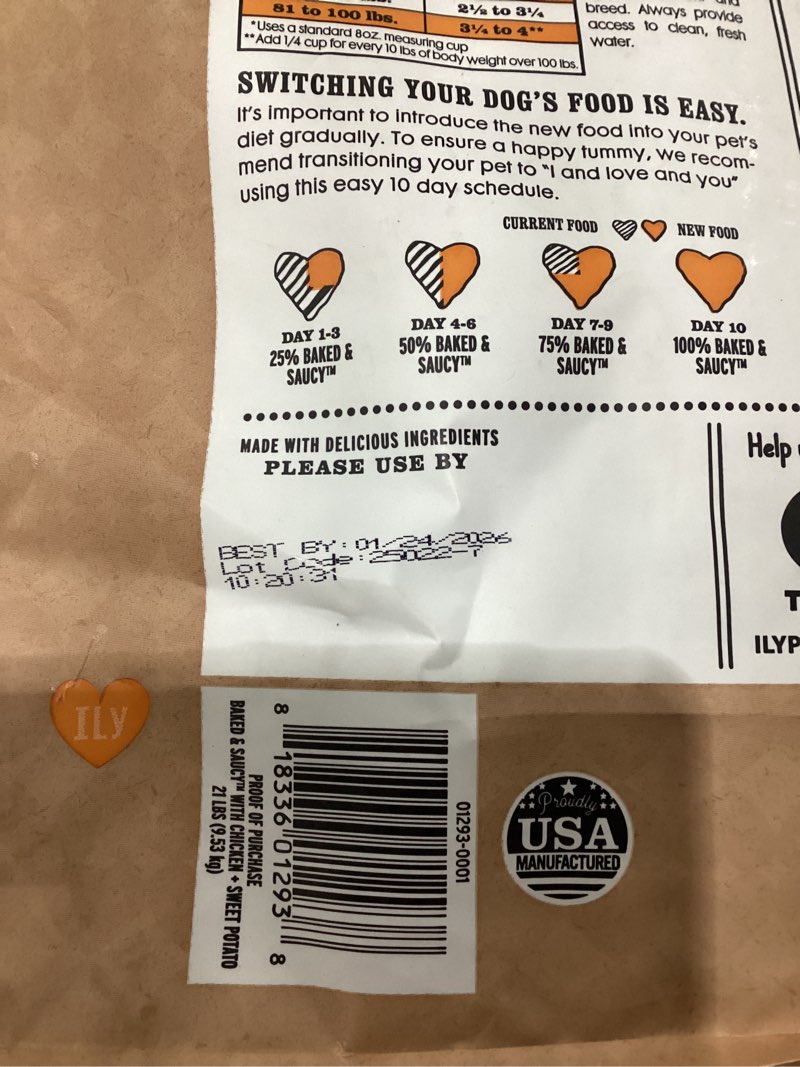 81 to 100 lbs.
2½ to 3¼
3¼ to 4**
*Uses a standard 8oz. measuring cup
**Add 1/4 cup for every 10 lbs of body weight over 100 lbs.
breed. Always provide
access to clean, fresh
water.
SWITCHING YOUR DOG'S FOOD IS EASY.
It's important to introduce the new food into your pet's
diet gradually. To ensure a happy tummy, we recom-
mend transitioning your pet to "I and love and you"
using this easy 10 day schedule.
CURRENT FOOD NEW FOOD
DAY 1-3
25% BAKED &
SAUCY™
DAY 4-6
50% BAKED &
SAUCY™
DAY 7-9
75% BAKED &
SAUCY™
DAY 10
100% BAKED &
SAUCY™
MADE WITH DELICIOUS INGREDIENTS
PLEASE USE BY
BEST BY: 01/24/2026
Lot Code: 25022-T
10:20:31
Help
T
ILYP
ILY
01293-0001
8 18336 01293 8
PROOF OF PURCHASE
BAKED & SAUCY™ WITH CHICKEN + SWEET POTATO
21 LBS (9.53 kg)
Proudly
USA
MANUFACTURED